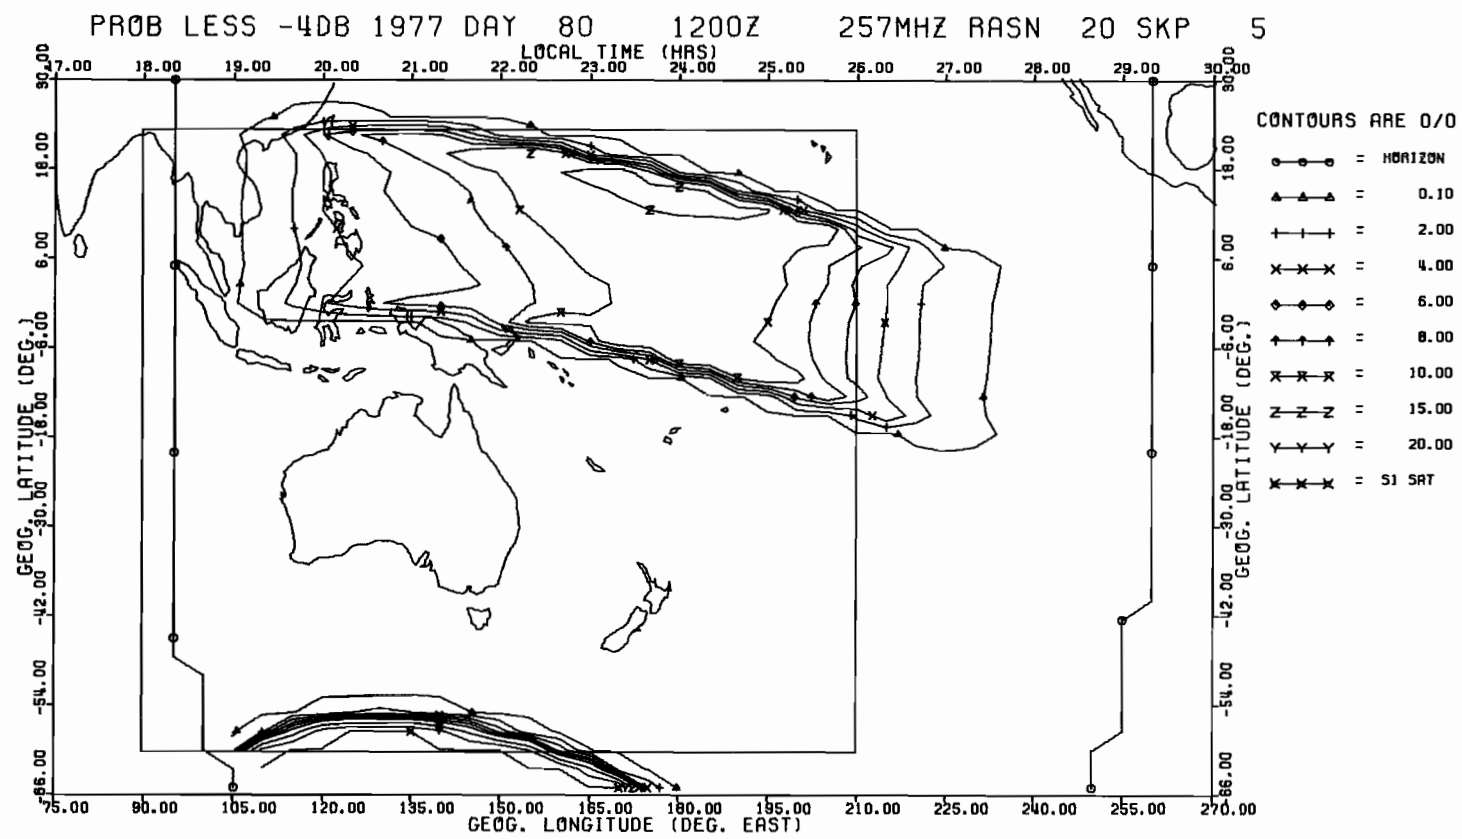 PROB LESS -4DB 1977 DAY 80 1200Z 257MHZ RASN 20 SKP 5
LOCAL TIME (HRS)
17.00 18.00 19.00 20.00 21.00 22.00 23.00 24.00 25.00 26.00 27.00 28.00 29.00 30.00
30.00
18.00
6.00
-6.00
-18.00
-30.00
-42.00
-54.00
-66.00
GEOG. LATITUDE (DEG.)
30.00
18.00
6.00
-6.00
-18.00
-30.00
-42.00
-54.00
-66.00
GEOG. LATITUDE (DEG.)
CONTOURS ARE O/O
= HORIZON
= 0.10
= 2.00
= 4.00
= 6.00
= 8.00
= 10.00
= 15.00
= 20.00
= S1 SAT
75.00 90.00 105.00 120.00 135.00 150.00 165.00 180.00 195.00 210.00 225.00 240.00 255.00 270.00
GEOG. LONGITUDE (DEG. EAST)